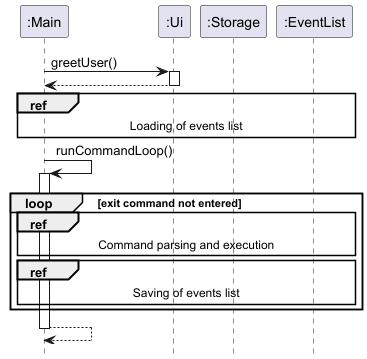 :Main :Ui :Storage :EventList
greetUser()
ref
Loading of events list
runCommandLoop()
loop [exit command not entered]
ref
Command parsing and execution
ref
Saving of events list